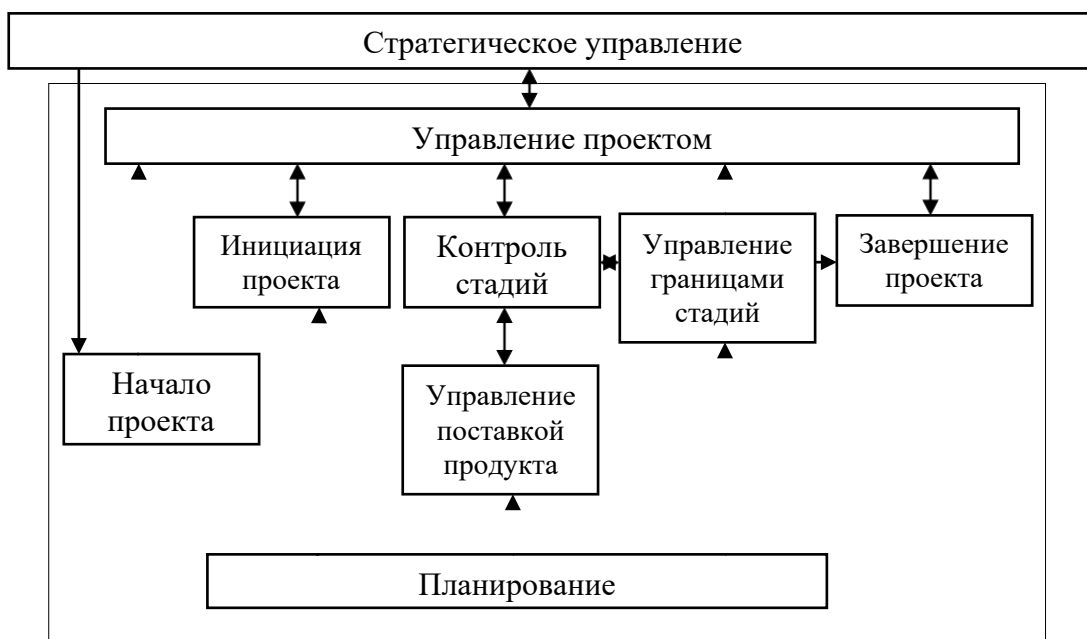 Стратегическое управление
Управление проектом
Инициация
проекта
Контроль
стадий
Управление
границами
стадий
Завершение
проекта
Начало
проекта
Управление
поставкой
продукта
Планирование